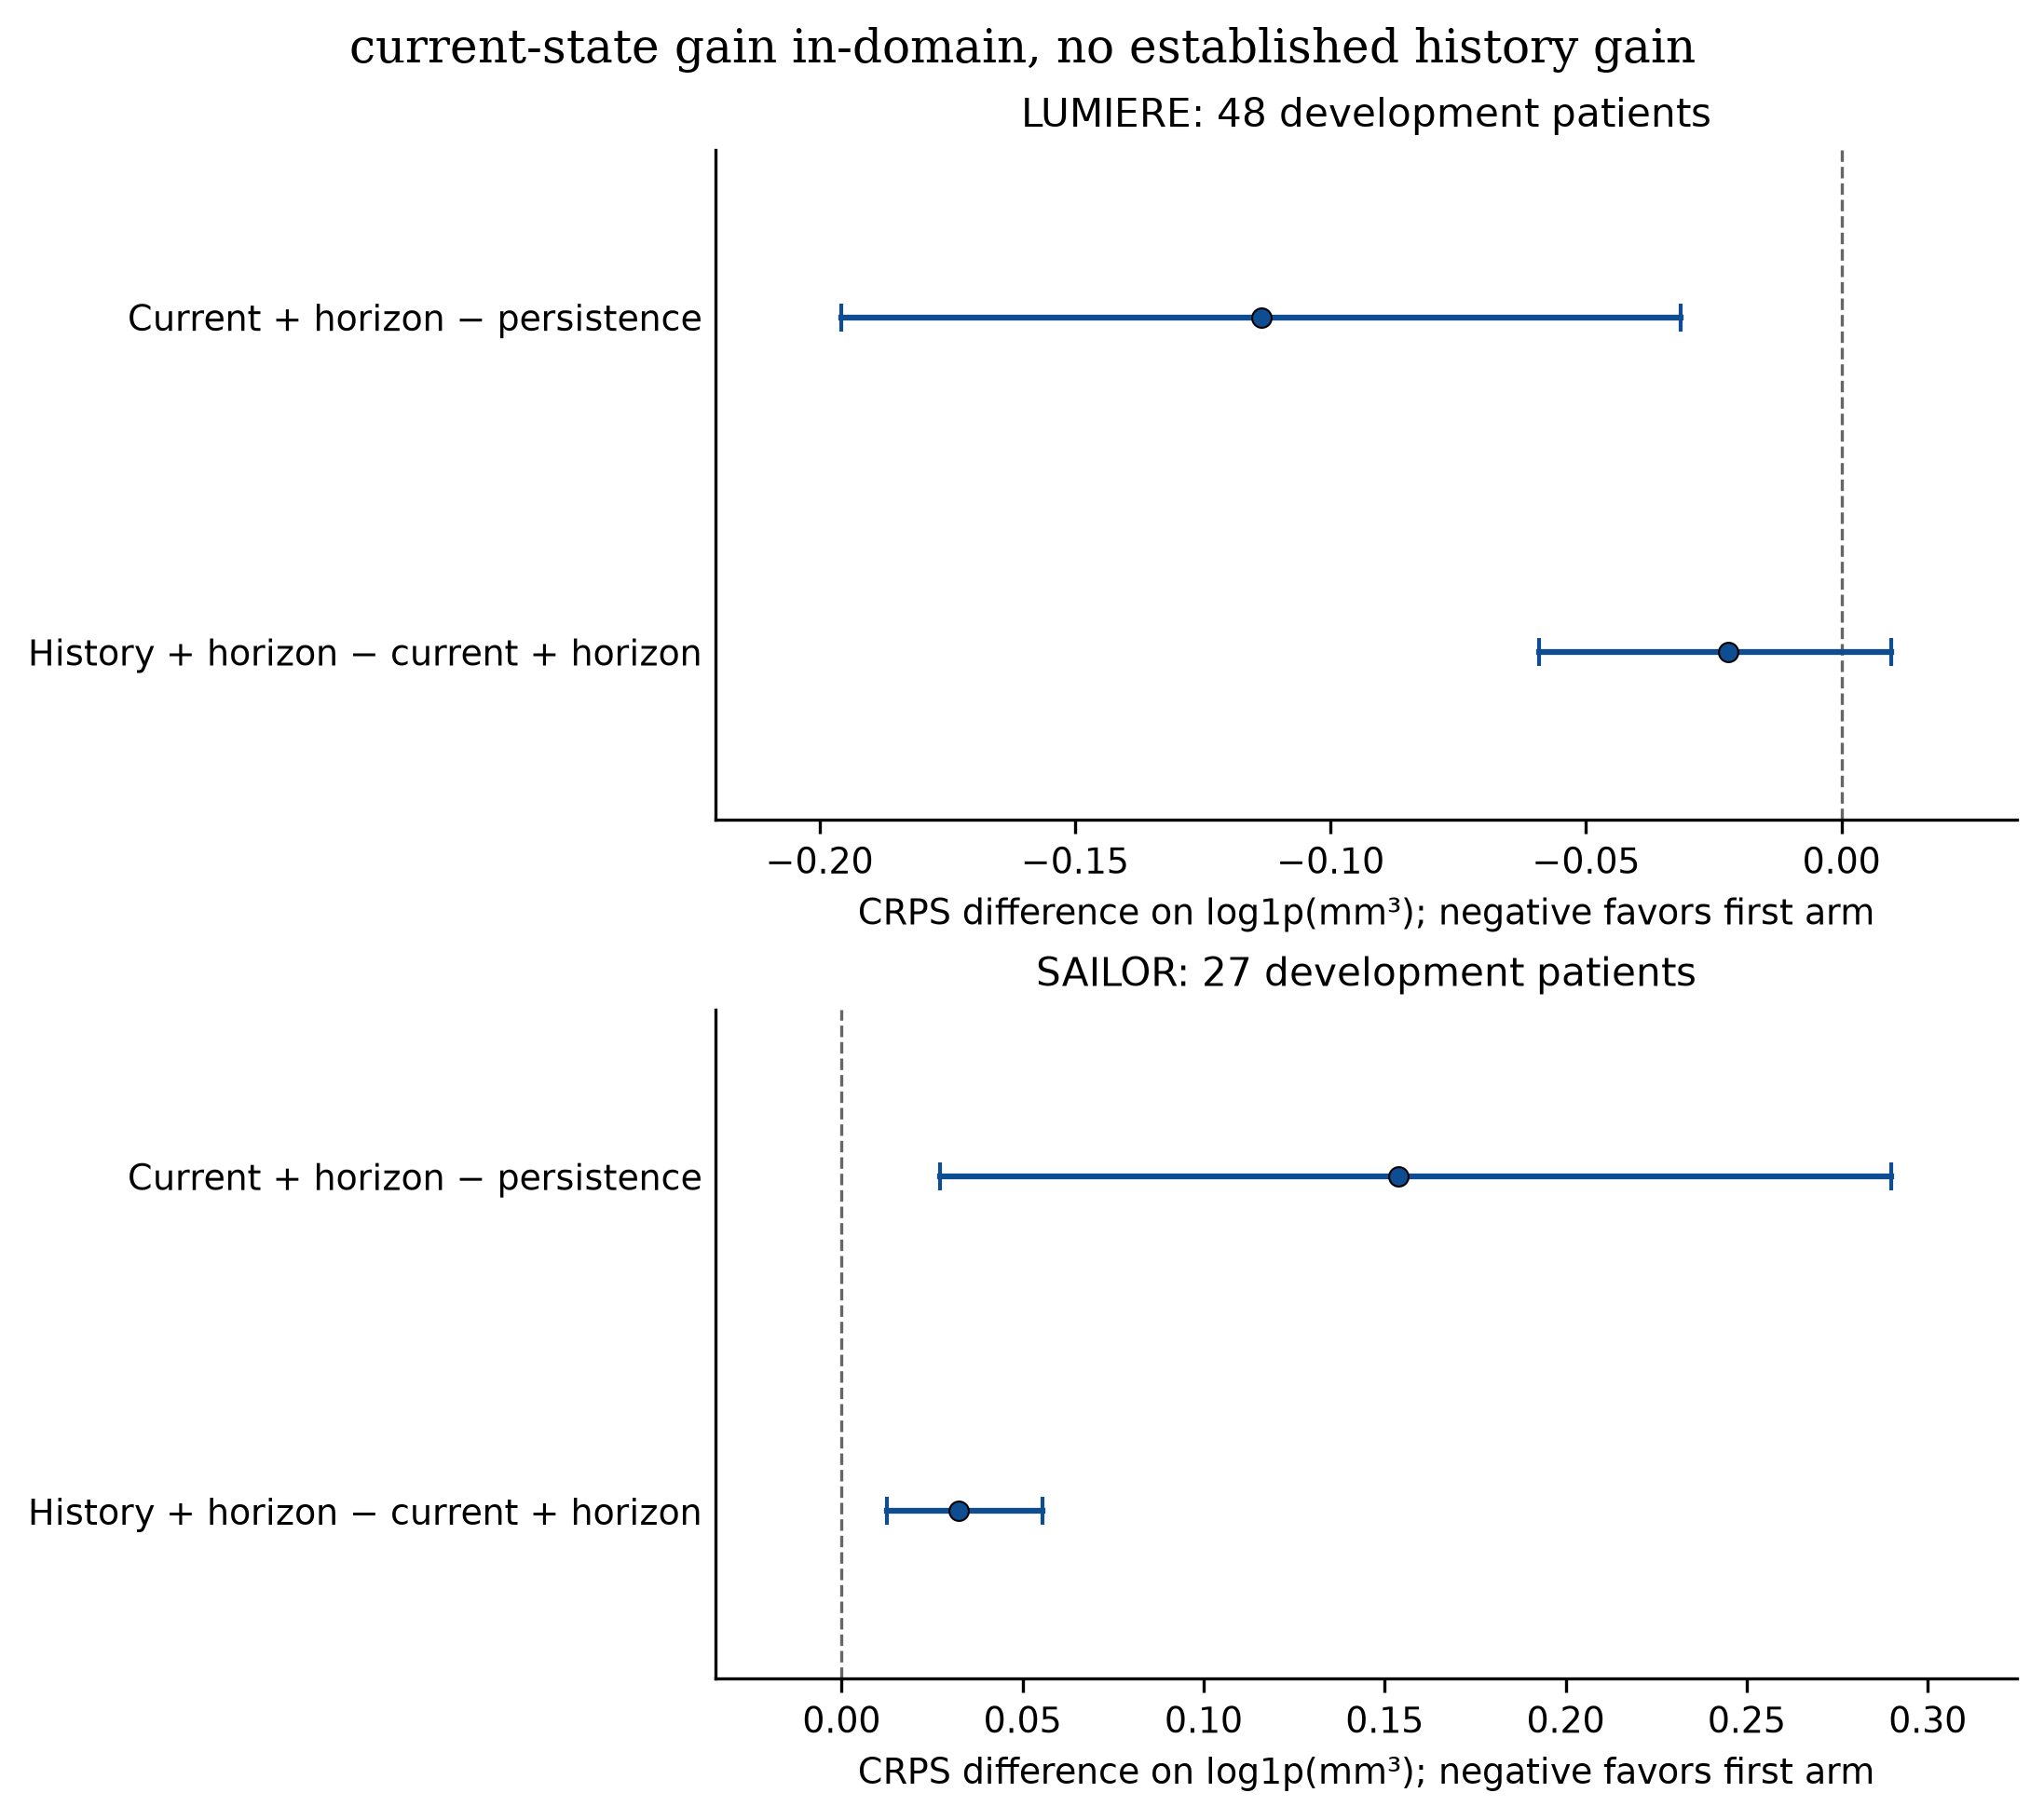 current-state gain in-domain, no established history gain
LUMIERE: 48 development patients
Current + horizon − persistence
History + horizon − current + horizon
−0.20 −0.15 −0.10 −0.05 0.00
CRPS difference on log1p(mm³); negative favors first arm
SAILOR: 27 development patients
Current + horizon − persistence
History + horizon − current + horizon
0.00 0.05 0.10 0.15 0.20 0.25 0.30
CRPS difference on log1p(mm³); negative favors first arm